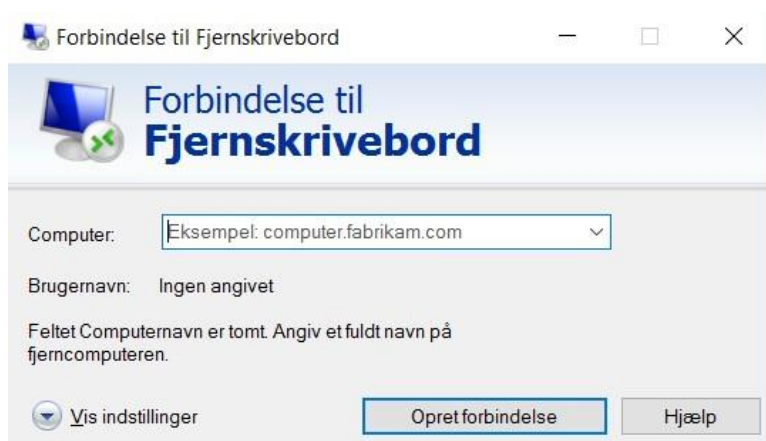 Forbindelse til Fjernskrivebord
Forbindelse til
Fjernskrivebord
Computer: Eksempel: computer.fabrikam.com
Brugernavn: Ingen angivet
Feltet Computernavn er tomt. Angiv et fuldt navn på
fjerncomputeren.
Vis indstillinger Opret forbindelse Hjælp